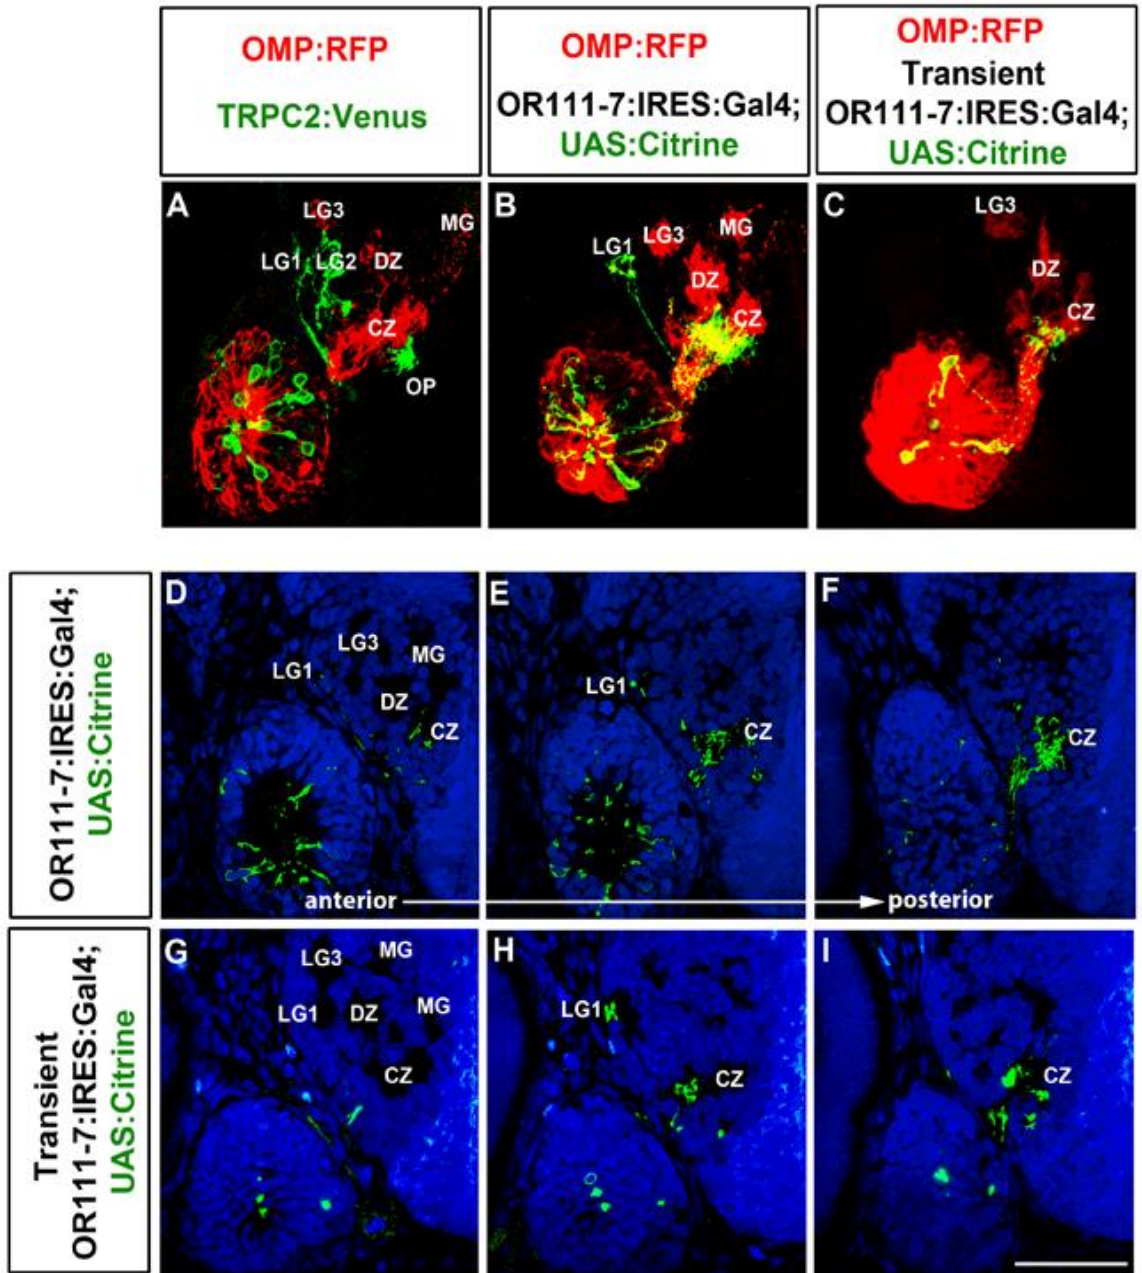 OMP:RFP
TRPC2:Venus
OMP:RFP
OR111-7:IRES:Gal4;
UAS:Citrine
OMP:RFP
Transient
OR111-7:IRES:Gal4;
UAS:Citrine
A
LG3
MG
LG1 LG2 DZ
CZ
OP
B
LG1 LG3 MG
DZ
CZ
C
LG3
DZ
CZ
OR111-7:IRES:Gal4;
UAS:Citrine
D
LG3
MG
LG1
DZ
CZ
E
LG1
CZ
F
CZ
anterior
posterior
Transient
OR111-7:IRES:Gal4;
UAS:Citrine
G
MG
LG3
MG
LG1 DZ
CZ
H
LG1
CZ
I
CZ